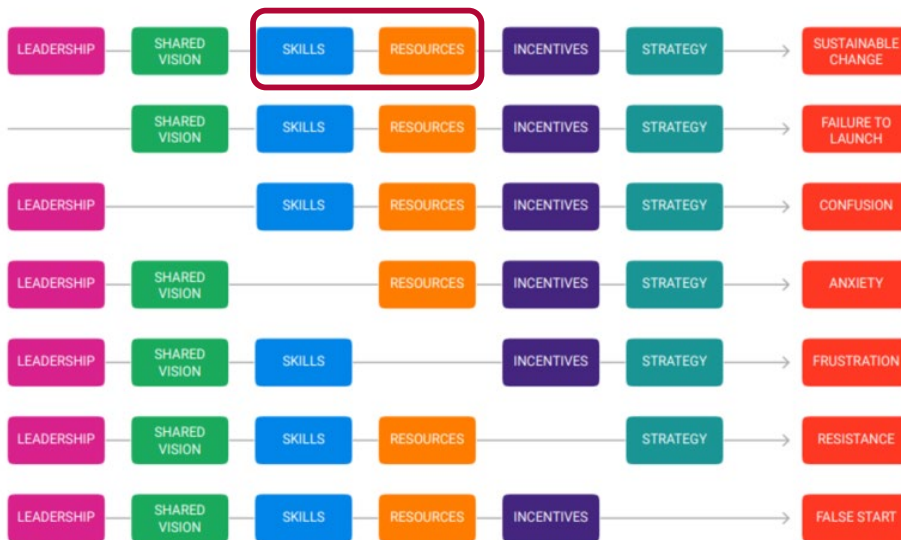 LEADERSHIP SHARED VISION SKILLS RESOURCES INCENTIVES STRATEGY SUSTAINABLE CHANGE
SHARED VISION SKILLS RESOURCES INCENTIVES STRATEGY FAILURE TO LAUNCH
LEADERSHIP SKILLS RESOURCES INCENTIVES STRATEGY CONFUSION
LEADERSHIP SHARED VISION RESOURCES INCENTIVES STRATEGY ANXIETY
LEADERSHIP SHARED VISION SKILLS INCENTIVES STRATEGY FRUSTRATION
LEADERSHIP SHARED VISION SKILLS RESOURCES STRATEGY RESISTANCE
LEADERSHIP SHARED VISION SKILLS RESOURCES INCENTIVES FALSE START